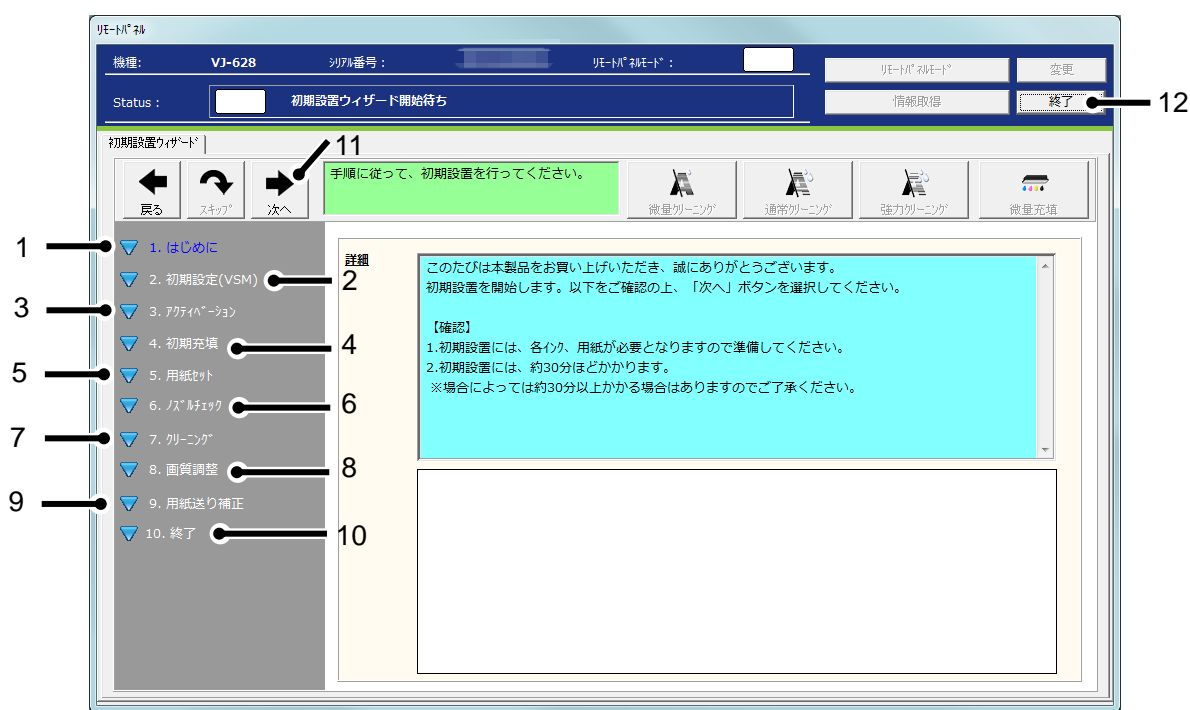 ﾘﾓｰﾄﾊﾟﾈﾙ
機種: VJ-628 ｼﾘｱﾙ番号： ﾘﾓｰﾄﾊﾟﾈﾙﾓｰﾄﾞ：
ﾘﾓｰﾄﾊﾟﾈﾙﾓｰﾄﾞ 変更
Status： 初期設置ウィザード開始待ち
情報取得 終了 12
初期設置ｳｨｻﾞｰﾄﾞ
11
戻る ｽｷｯﾌﾟ 次へ
手順に従って、初期設置を行ってください。
微量ｸﾘｰﾆﾝｸﾞ 通常ｸﾘｰﾆﾝｸﾞ 強力ｸﾘｰﾆﾝｸﾞ 微量充填
1 1. はじめに
2. 初期設定(VSM) 2
3 3. ｱｸﾃｨﾍﾞｰｼｮﾝ
4. 初期充填 4
5 5. 用紙ｾｯﾄ
6. ﾉｽﾞﾙﾁｪｯｸ 6
7 7. ｸﾘｰﾆﾝｸﾞ
8. 画質調整 8
9 9. 用紙送り補正
10. 終了 10
詳細
このたびは本製品をお買い上げいただき、誠にありがとうございます。
初期設置を開始します。以下をご確認の上、「次へ」ボタンを選択してください。
【確認】
1.初期設置には、各ｲﾝｸ、用紙が必要となりますので準備してください。
2.初期設置には、約30分ほどかかります。
※場合によっては約30分以上かかる場合はありますのでご了承ください。